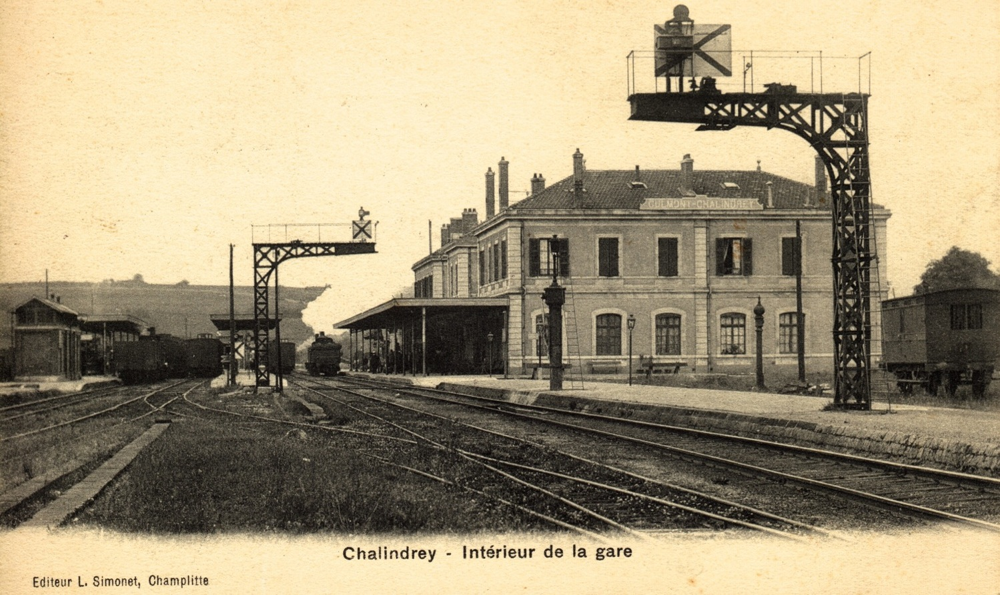 CULMONT-CHALINDREY
Chalindrey - Intérieur de la gare
Editeur L. Simonet, Champlitte